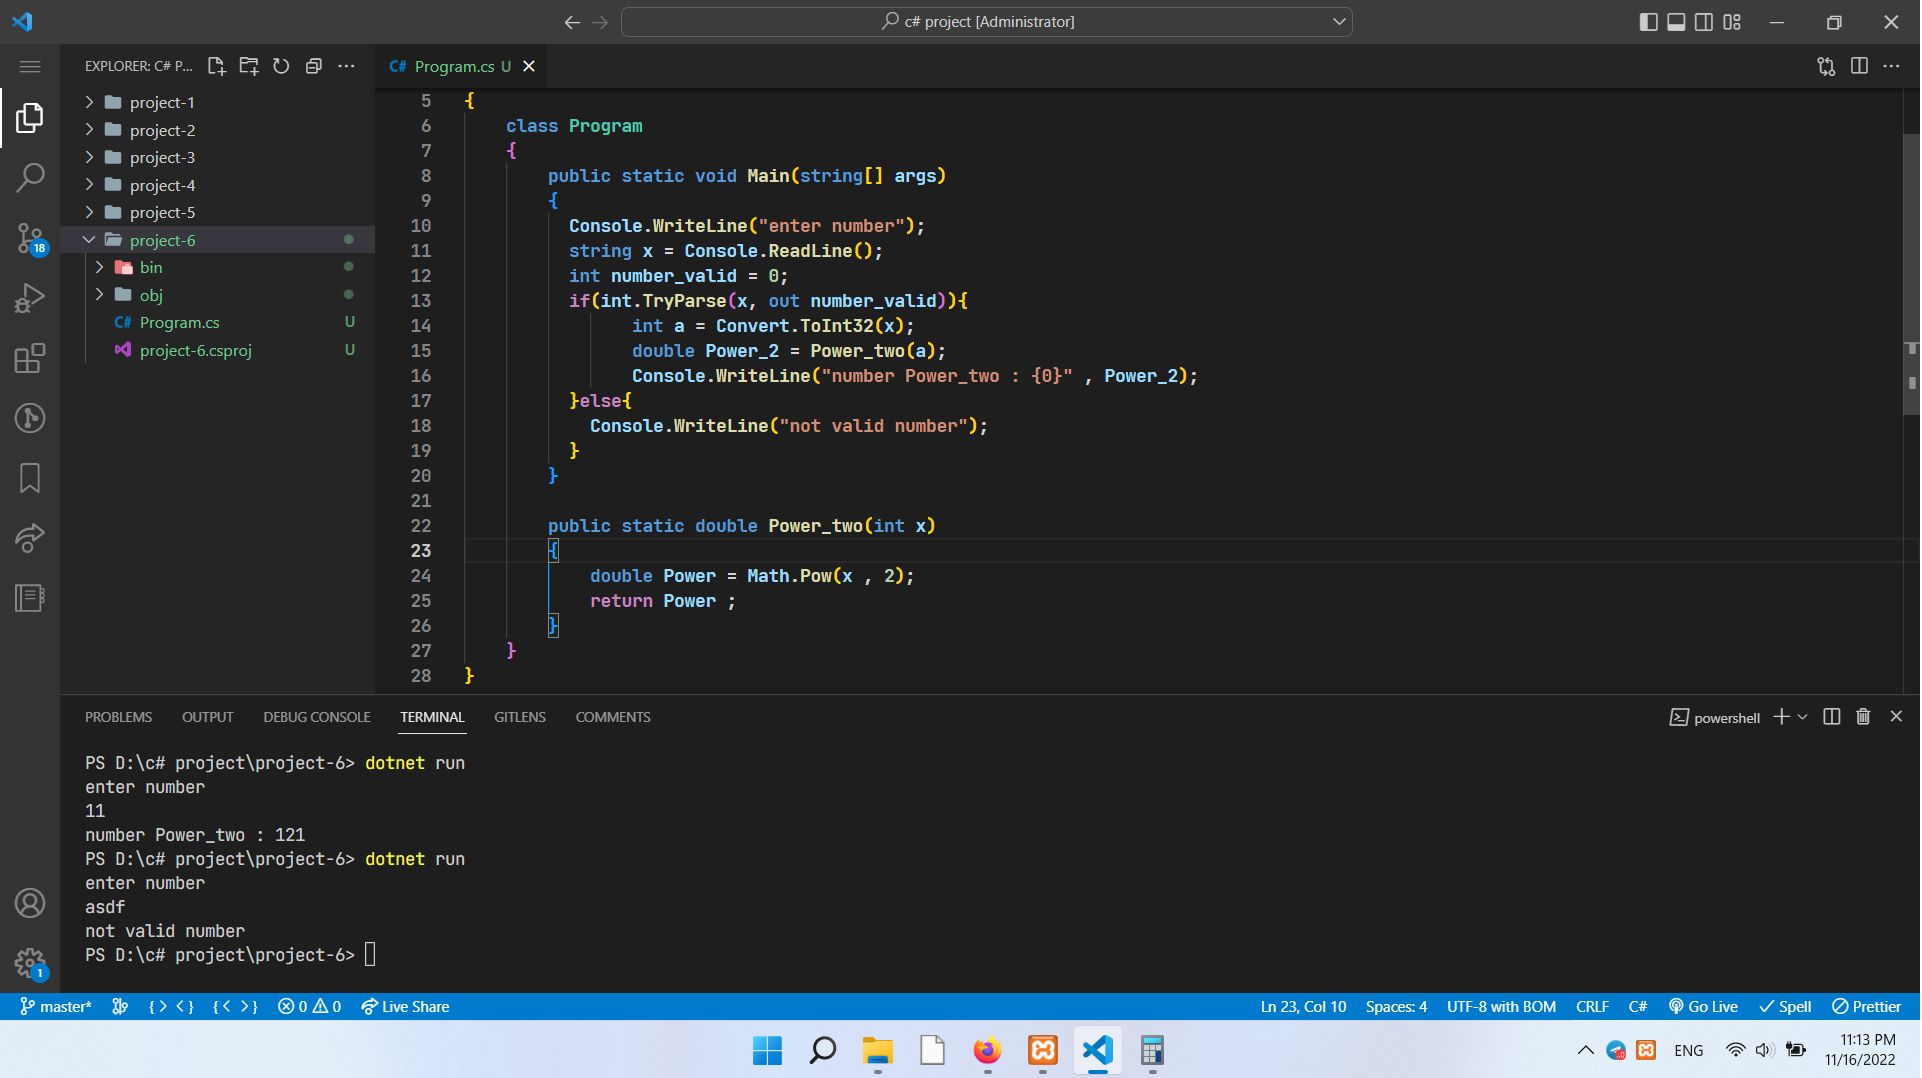 c# project [Administrator]
EXPLORER: C# P...
project-1
project-2
project-3
project-4
project-5
project-6
bin
obj
C# Program.cs U
project-6.csproj U
C# Program.cs U
5 {
6 class Program
7 {
8 public static void Main(string[] args)
9 {
10 Console.WriteLine("enter number");
11 string x = Console.ReadLine();
12 int number_valid = 0;
13 if(int.TryParse(x, out number_valid)){
14 int a = Convert.ToInt32(x);
15 double Power_2 = Power_two(a);
16 Console.WriteLine("number Power_two : {0}" , Power_2);
17 }else{
18 Console.WriteLine("not valid number");
19 }
20 }
21
22 public static double Power_two(int x)
23 {
24 double Power = Math.Pow(x , 2);
25 return Power ;
26 }
27 }
28 }
18
1
PROBLEMS OUTPUT DEBUG CONSOLE TERMINAL GITLENS COMMENTS
powershell
PS D:\c# project\project-6> dotnet run
enter number
11
number Power_two : 121
PS D:\c# project\project-6> dotnet run
enter number
asdf
not valid number
PS D:\c# project\project-6>
master* 0 0 Live Share
Ln 23, Col 10 Spaces: 4 UTF-8 with BOM CRLF C# Go Live Spell Prettier
ENG
11:13 PM
11/16/2022